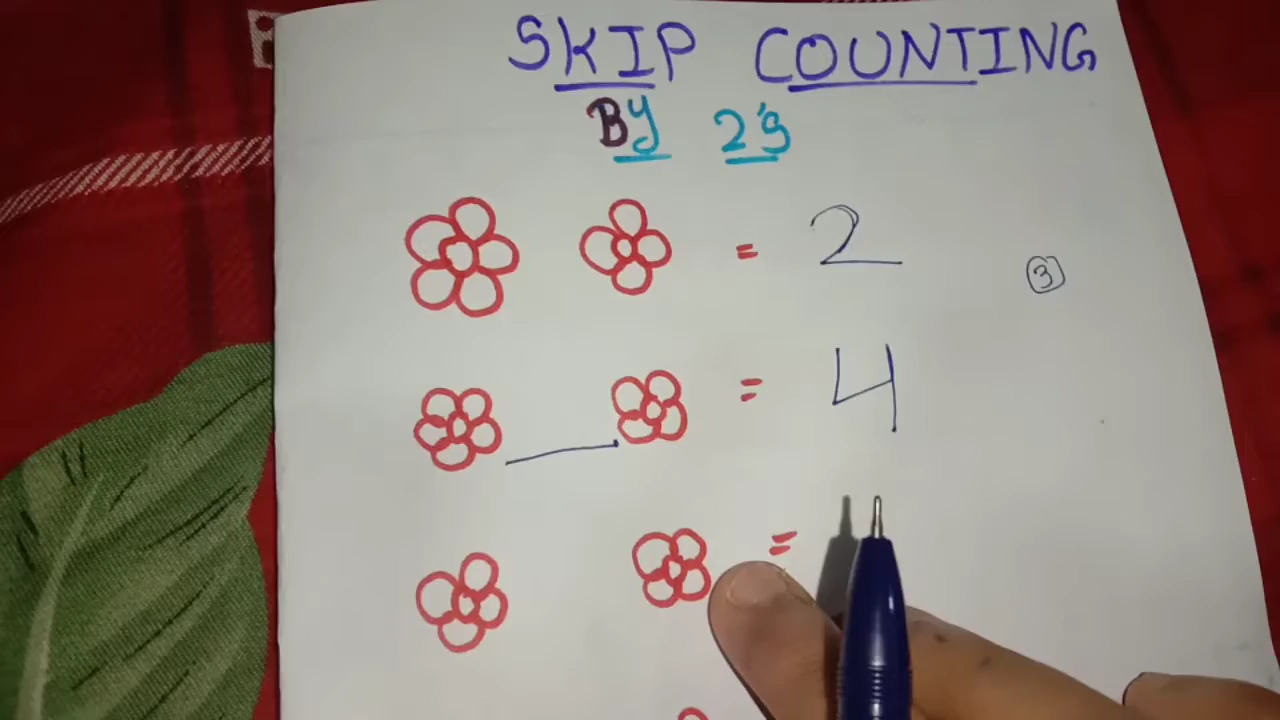 SKIP COUNTING
BY 2's
= 2
3
= 4
=